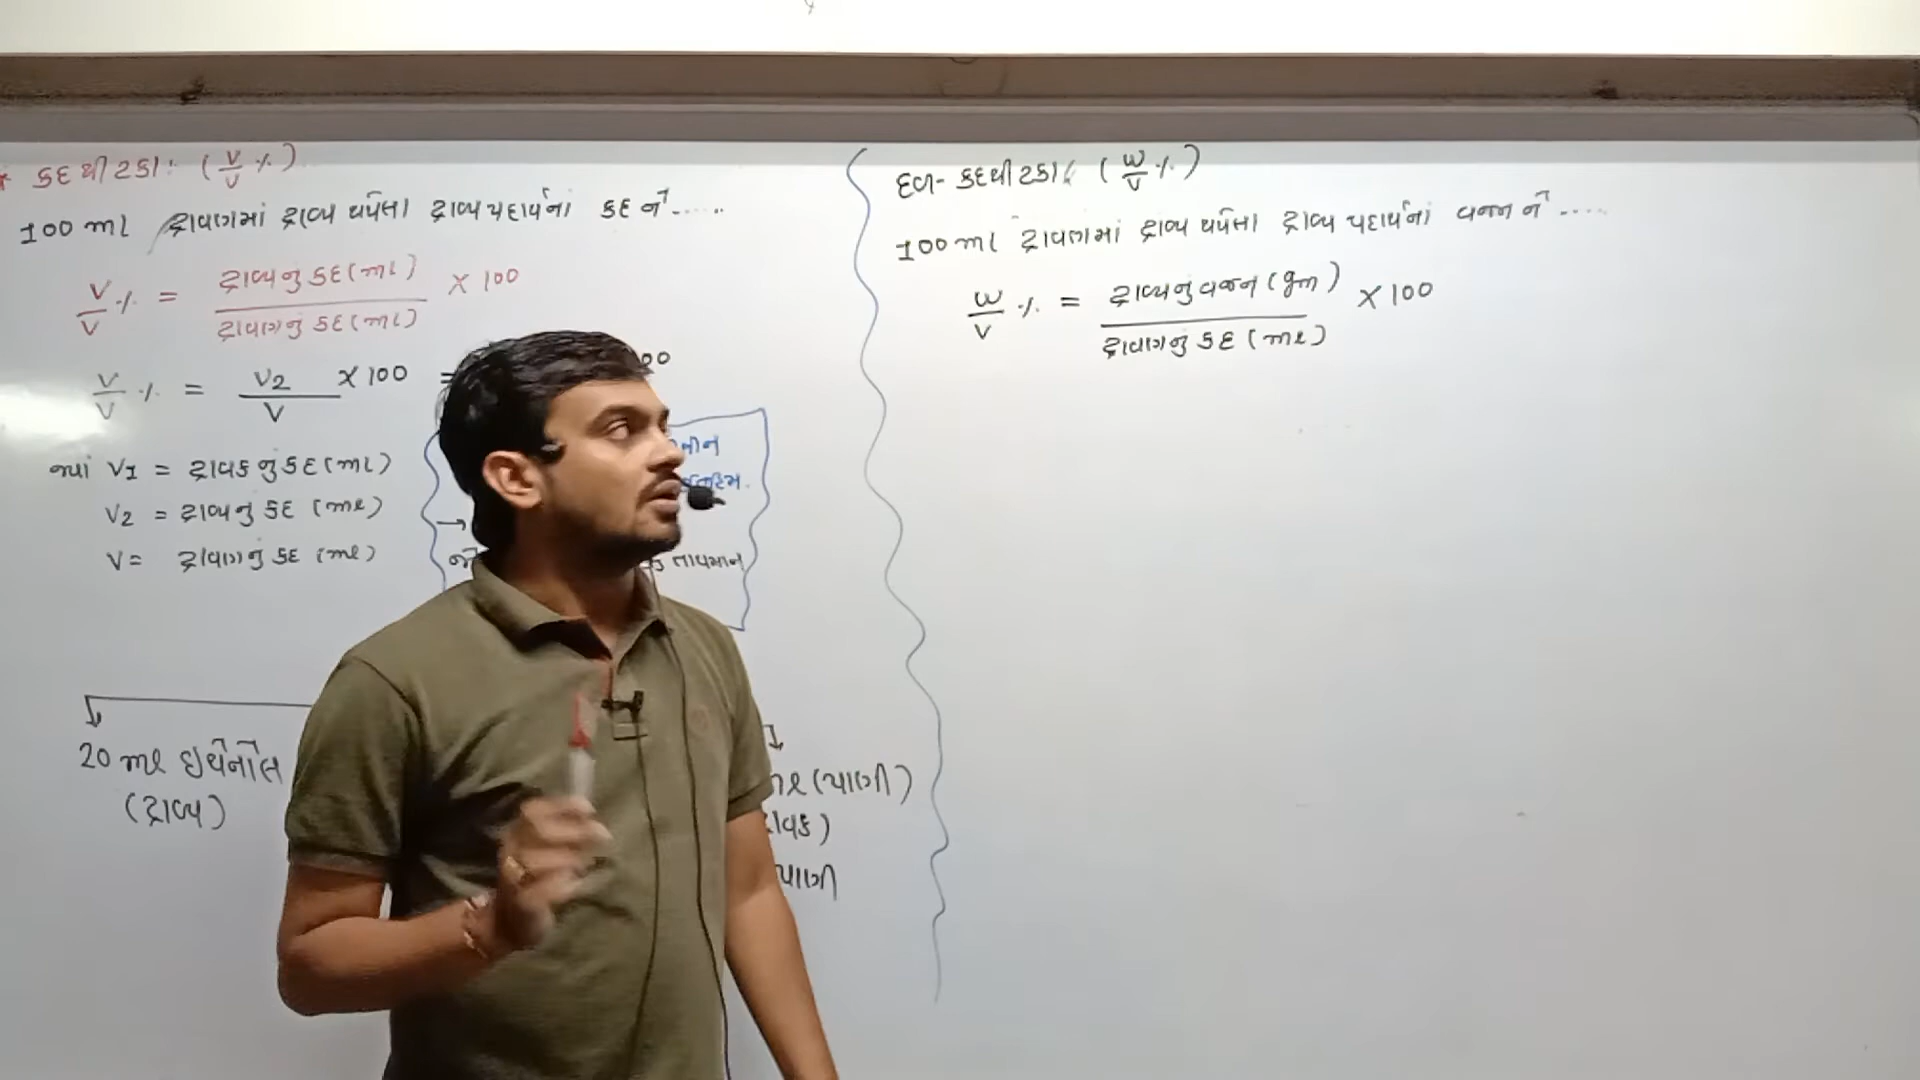 * કદથી ટકા: (V/V %)
100 ml દ્રાવણમાં દ્રાવ્ય થયેલા દ્રાવ્ય પદાર્થનાં કદ ને.....
V/V % = દ્રાવ્યનું કદ (ml) / દ્રાવણનું કદ (ml) × 100
V/V % = V2 / V × 100 =
જ્યાં V1 = દ્રાવકનું કદ (ml)
V2 = દ્રાવ્યનું કદ (ml)
V = દ્રાવણનું કદ (ml)
→
તાપમાન
20 ml ઇથેનોલ
(દ્રાવ્ય)
(પાણી)
પાણી
દળ-કદથી ટકા: (W/V %)
100 ml દ્રાવણમાં દ્રાવ્ય થયેલા દ્રાવ્ય પદાર્થનાં વજન ને .....
W/V % = દ્રાવ્યનું વજન (gm) / દ્રાવણનું કદ (ml) × 100